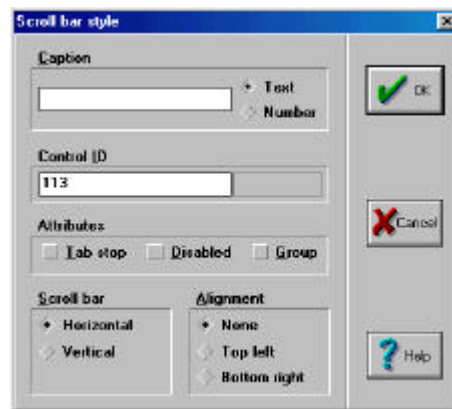 Scroll bar style
Caption
Text
Number
OK
Control ID
113
Cancel
Attributes
Tab stop Disabled Group
Scroll bar Alignment
Horizontal None
Vertical Top left
Bottom right
Help